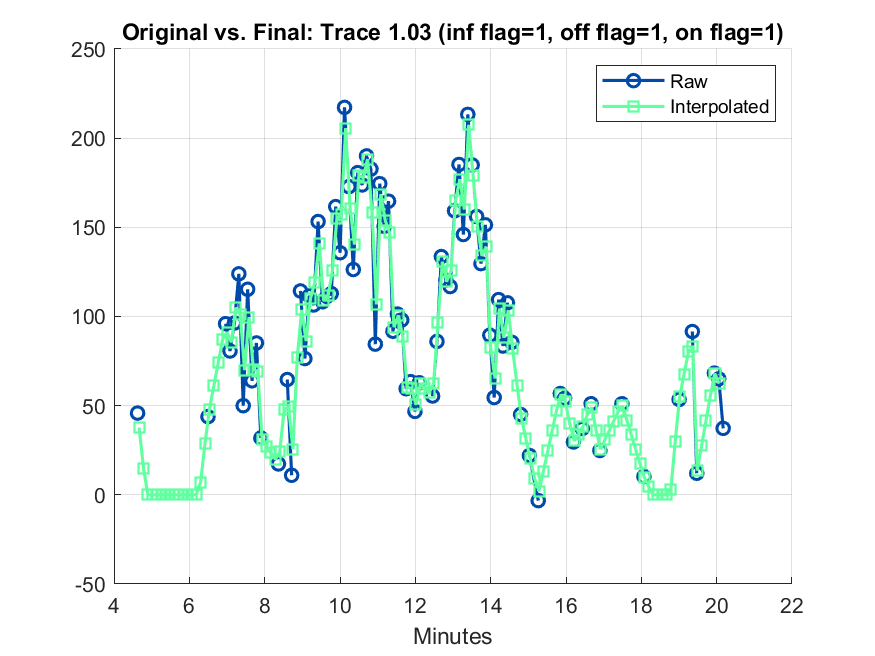 Original vs. Final: Trace 1.03 (inf flag=1, off flag=1, on flag=1)
250
200
150
100
50
0
-50
Raw
Interpolated
4 6 8 10 12 14 16 18 20 22
Minutes